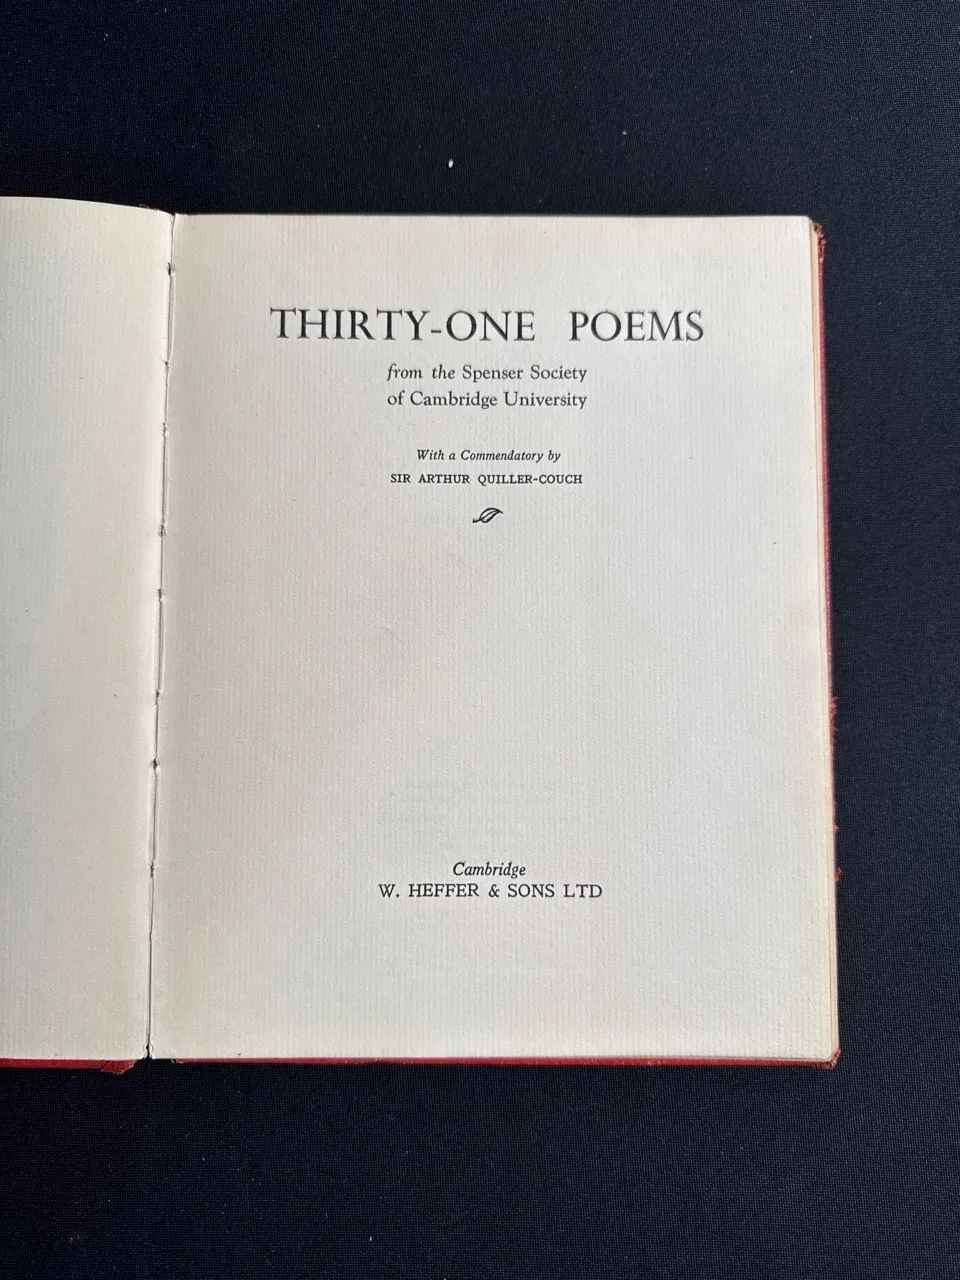 THIRTY-ONE POEMS
from the Spenser Society
of Cambridge University
With a Commendatory by
SIR ARTHUR QUILLER-COUCH
Cambridge
W. HEFFER & SONS LTD